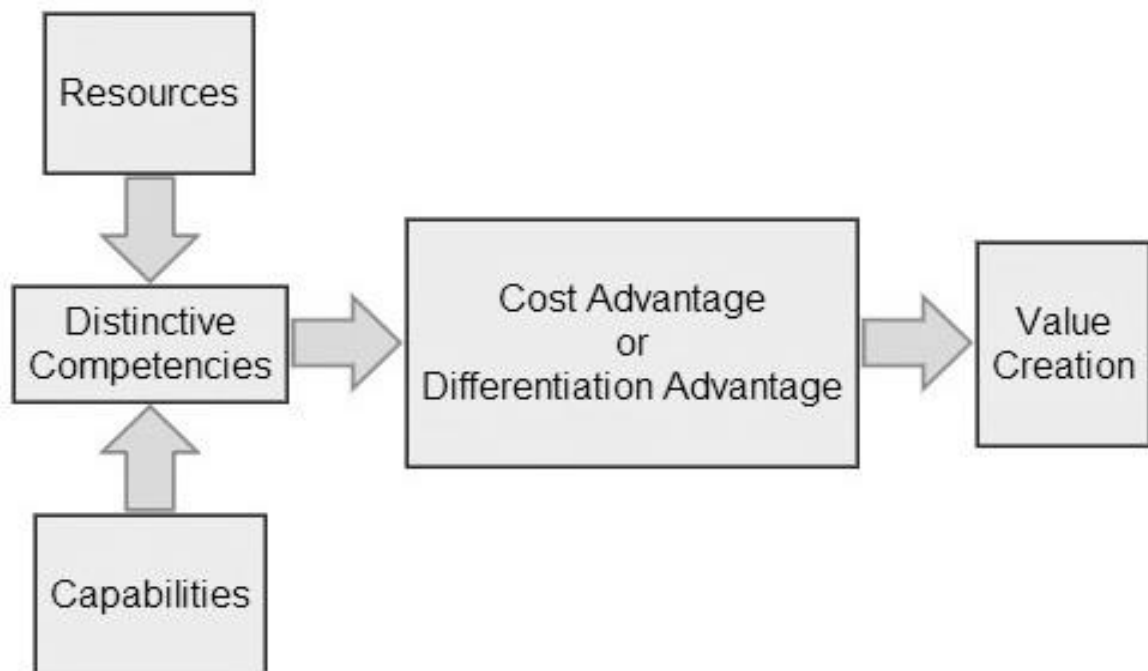 Resources
Distinctive
Competencies
Capabilities
Cost Advantage
or
Differentiation Advantage
Value
Creation